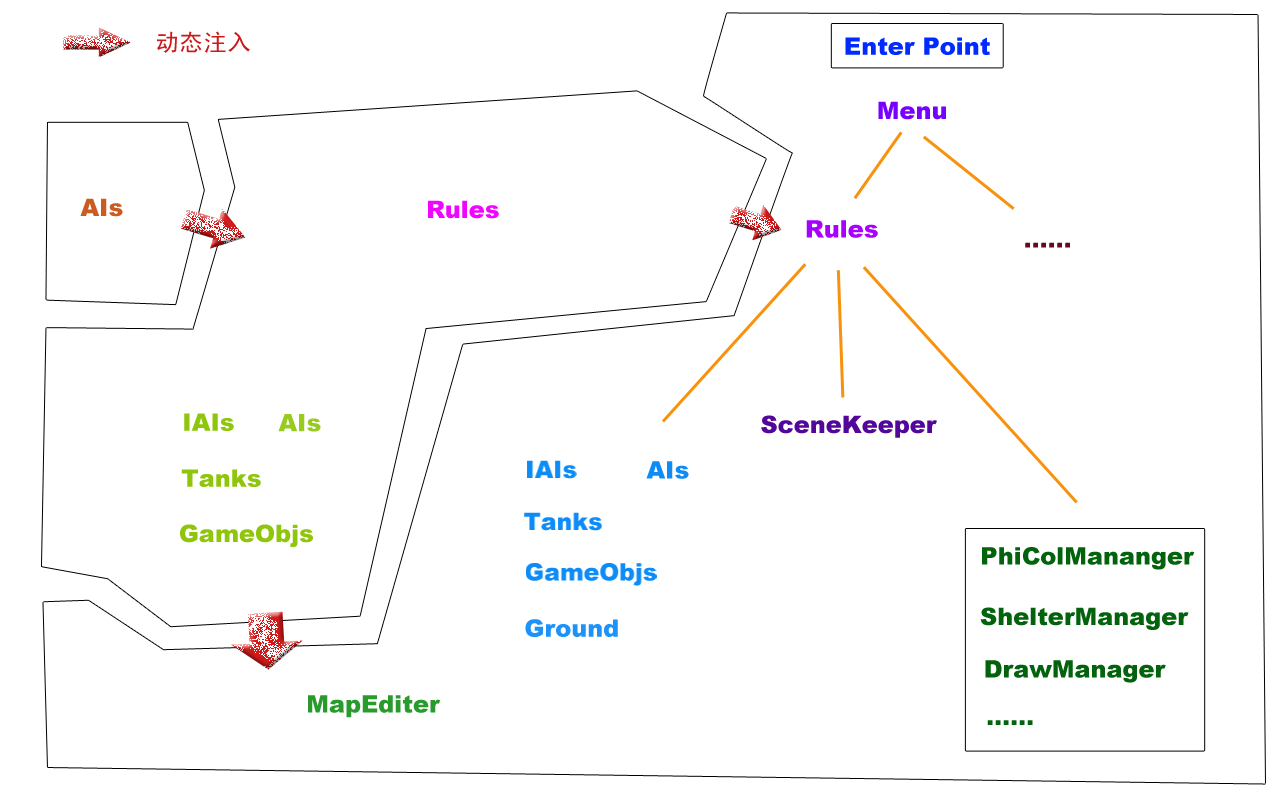 动态注入
Enter Point
Menu
AIs
Rules
Rules
......
IAIs AIs
Tanks
GameObjs
SceneKeeper
IAIs AIs
Tanks
GameObjs
Ground
PhiColMananger
ShelterManager
DrawManager
......
MapEditer